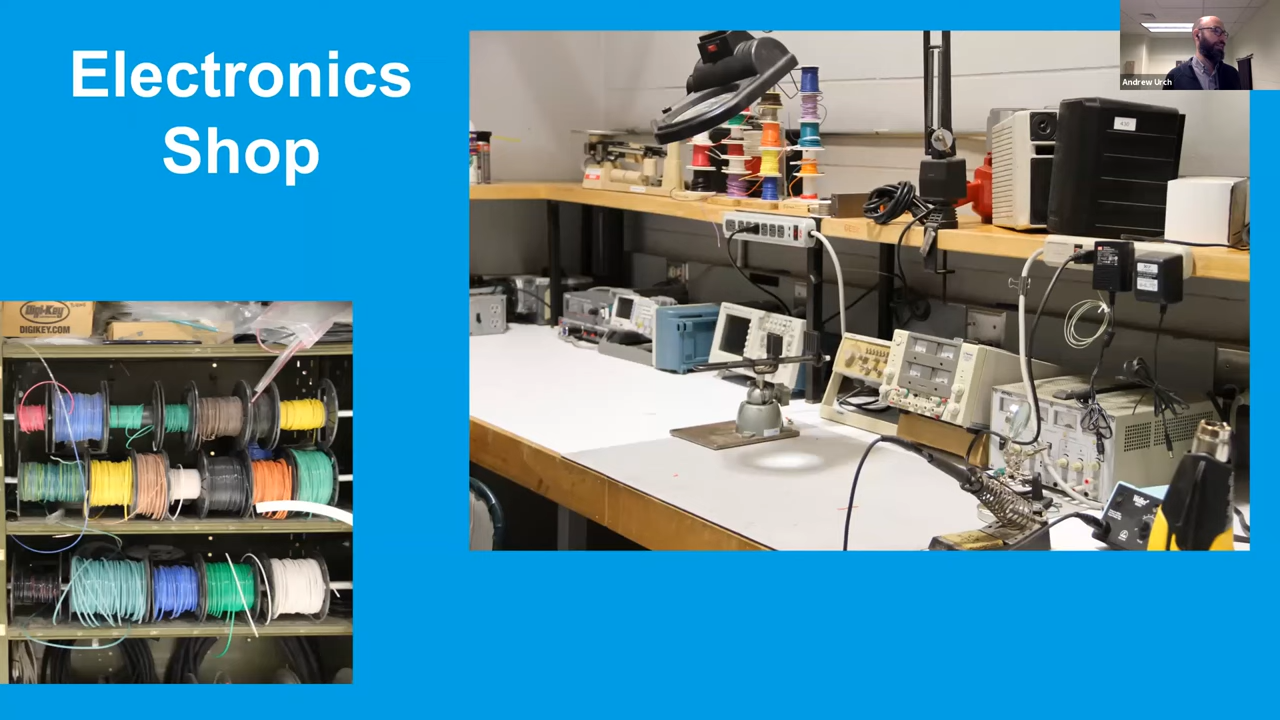 Electronics
Shop
Andrew Urch
Digi-Key
DIGIKEY.COM